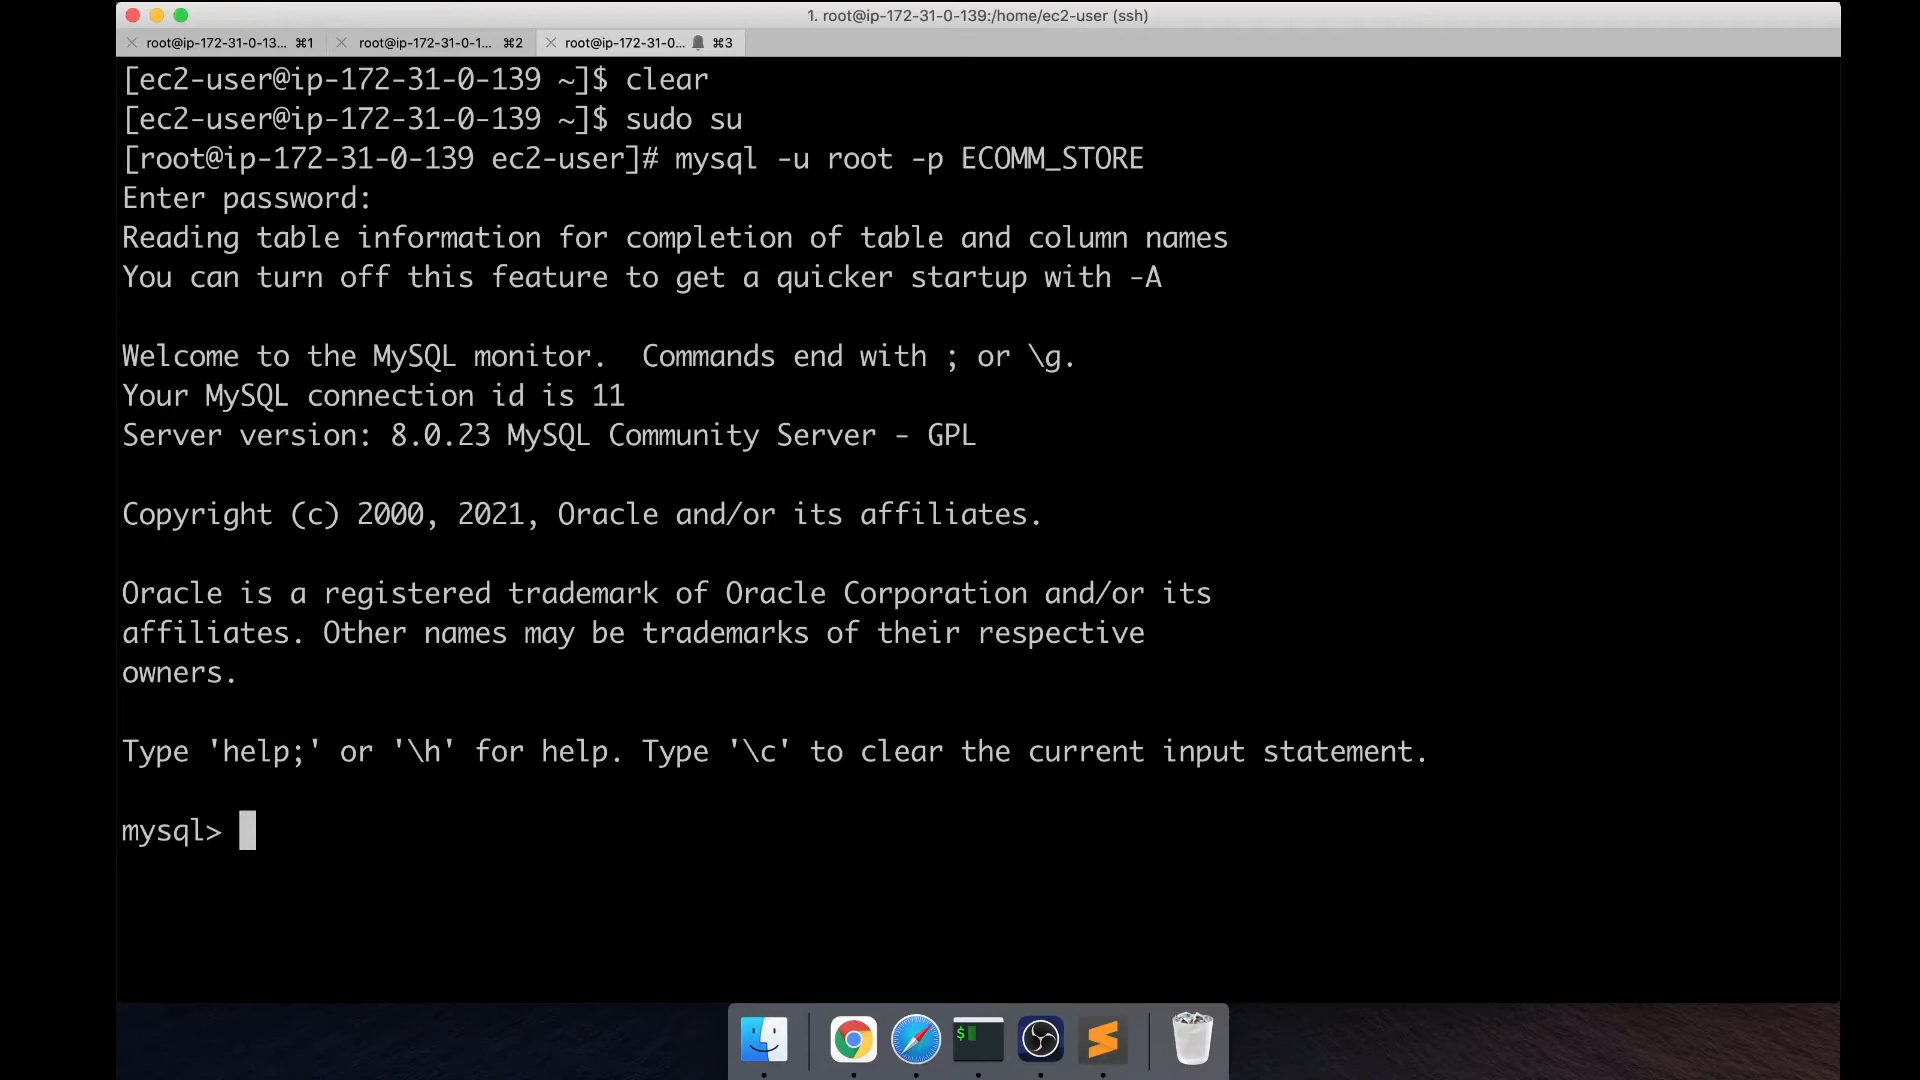 1. root@ip-172-31-0-139:/home/ec2-user (ssh)
root@ip-172-31-0-13... ⌘1 root@ip-172-31-0-1... ⌘2 root@ip-172-31-0... ⌘3
[ec2-user@ip-172-31-0-139 ~]$ clear
[ec2-user@ip-172-31-0-139 ~]$ sudo su
[root@ip-172-31-0-139 ec2-user]# mysql -u root -p ECOMM_STORE
Enter password:
Reading table information for completion of table and column names
You can turn off this feature to get a quicker startup with -A
Welcome to the MySQL monitor.  Commands end with ; or \g.
Your MySQL connection id is 11
Server version: 8.0.23 MySQL Community Server - GPL
Copyright (c) 2000, 2021, Oracle and/or its affiliates.
Oracle is a registered trademark of Oracle Corporation and/or its
affiliates. Other names may be trademarks of their respective
owners.
Type 'help;' or '\h' for help. Type '\c' to clear the current input statement.
mysql>
$